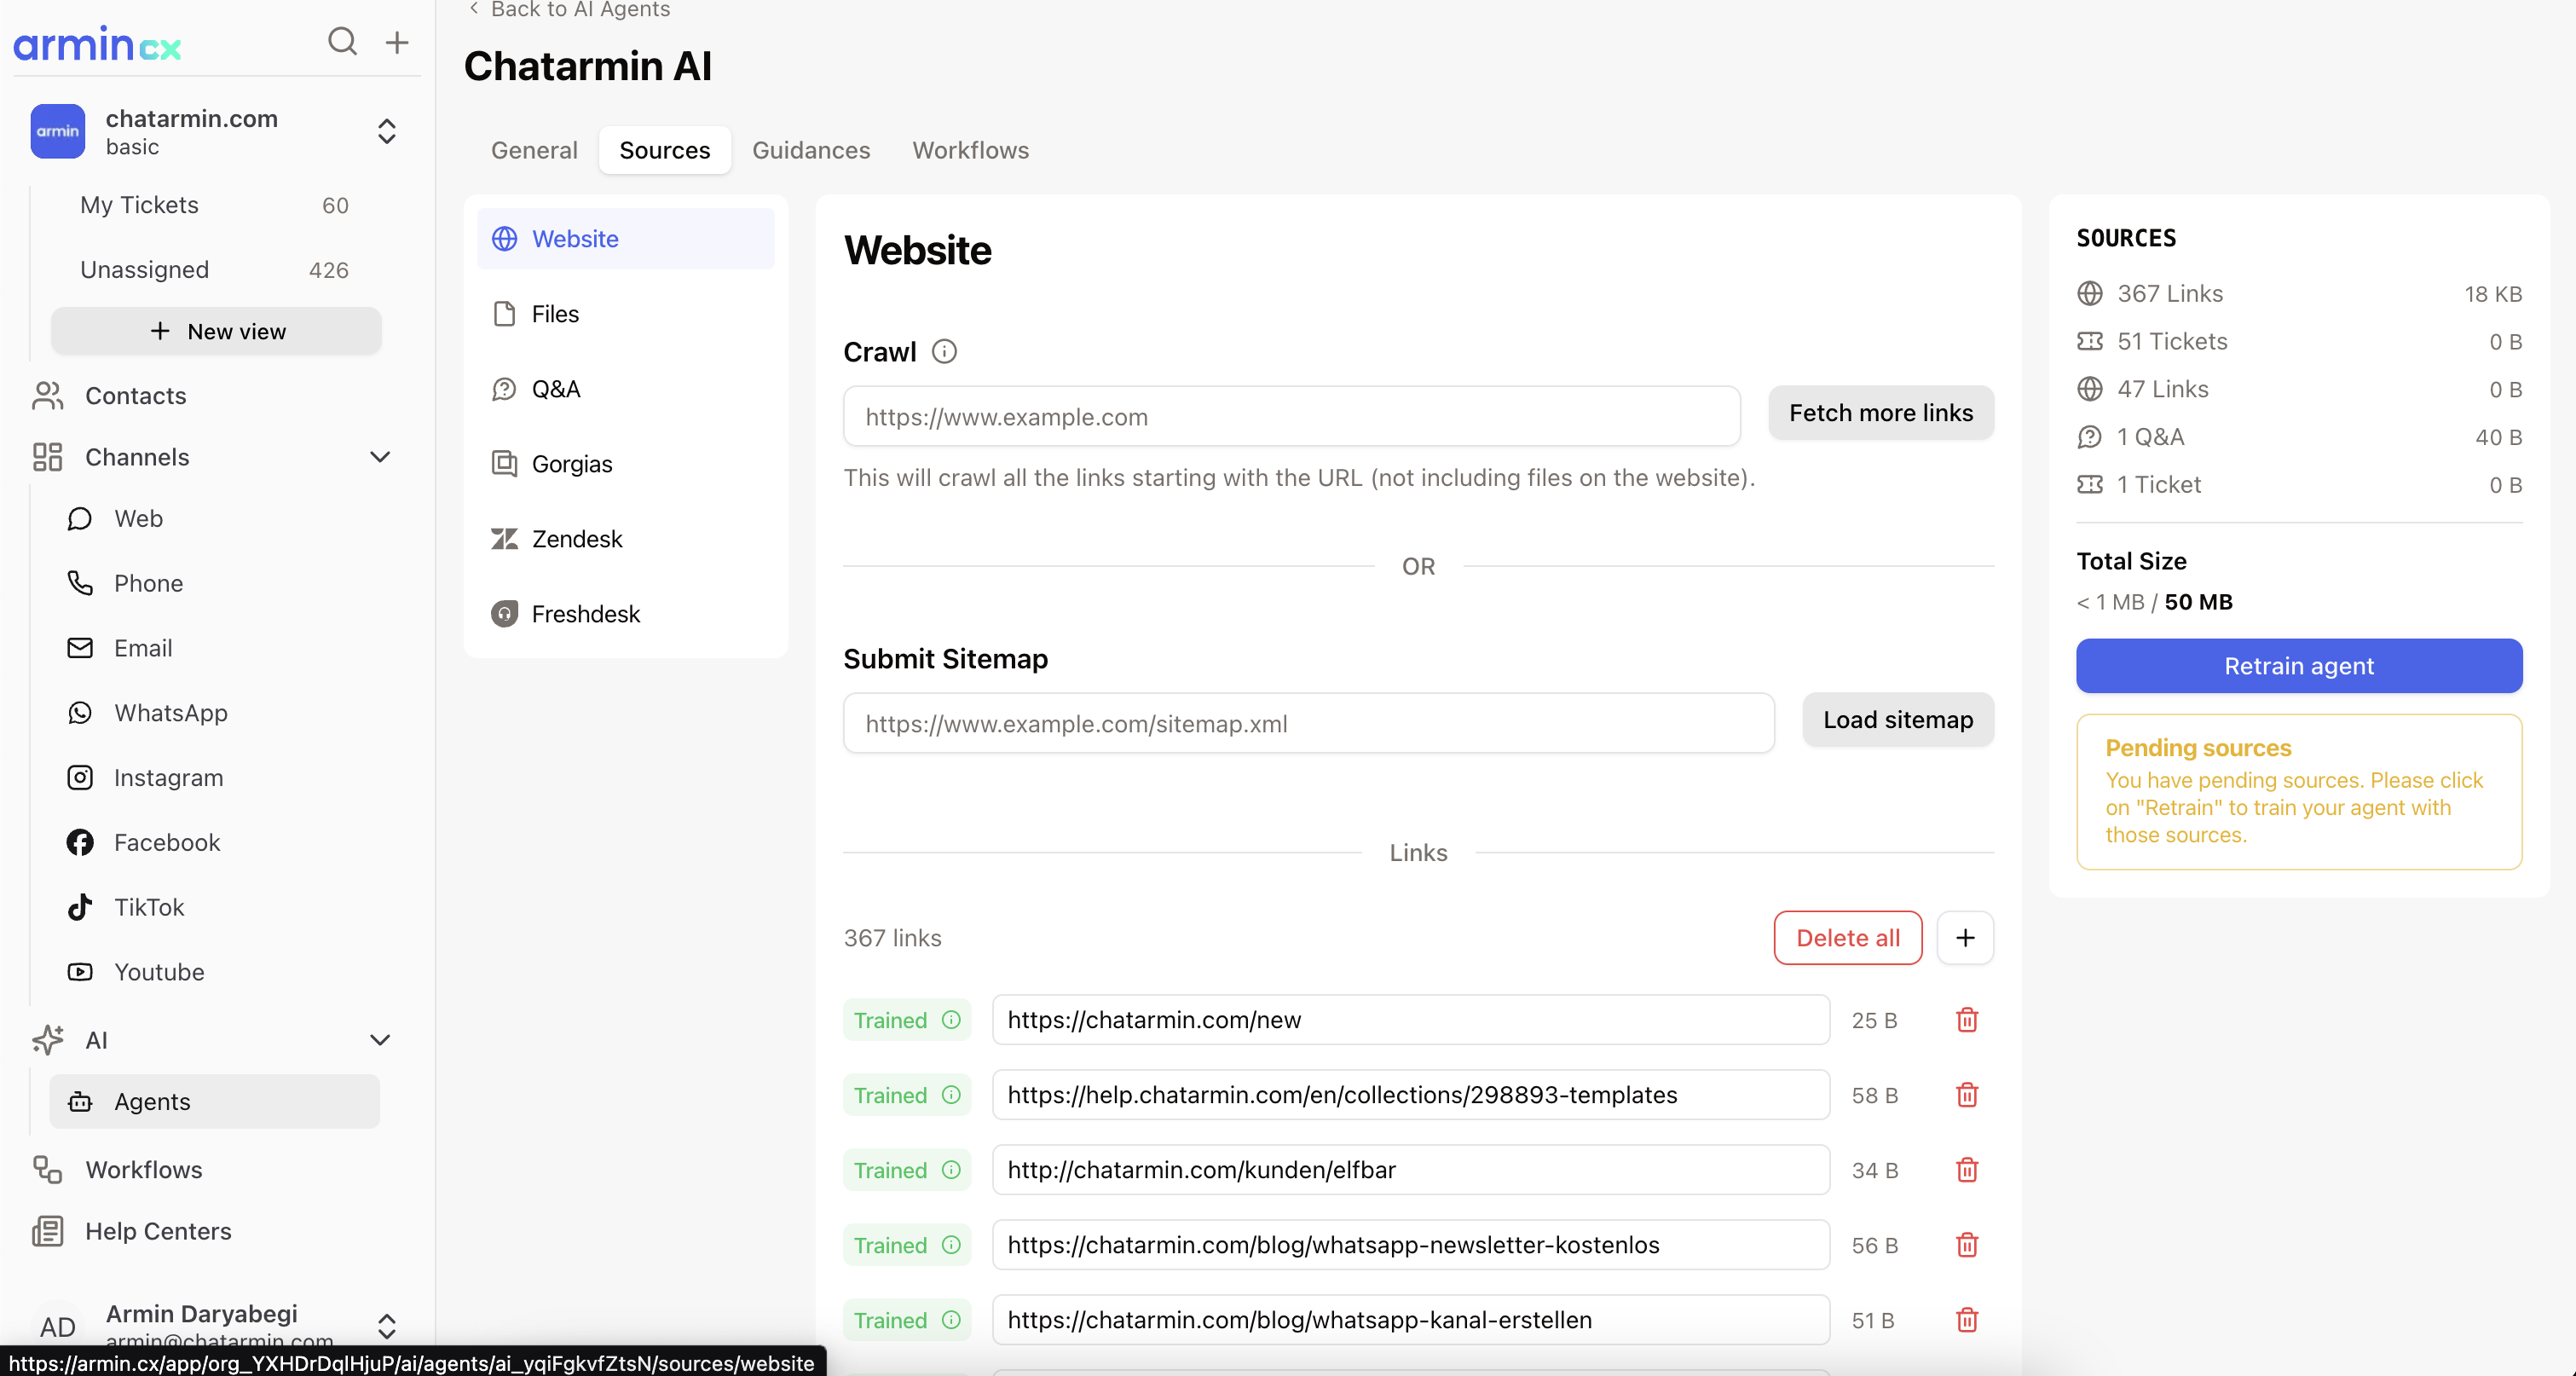 armin cx
armin
chatarmin.com
basic
My Tickets 60
Unassigned 426
+ New view
Contacts
Channels
Web
Phone
Email
WhatsApp
Instagram
Facebook
TikTok
Youtube
AI
Agents
Workflows
Help Centers
AD
Armin Daryabegi
armin@chatarmin.com
https://armin.cx/app/org_YXHDrDqlHjuP/ai/agents/ai_yqiFgkvfZtsN/sources/website
Back to AI Agents
Chatarmin AI
General Sources Guidances Workflows
Website
Files
Q&A
Gorgias
Zendesk
Freshdesk
Website
Crawl
https://www.example.com
Fetch more links
This will crawl all the links starting with the URL (not including files on the website).
OR
Submit Sitemap
https://www.example.com/sitemap.xml
Load sitemap
Links
367 links
Delete all
Trained https://chatarmin.com/new 25 B
Trained https://help.chatarmin.com/en/collections/298893-templates 58 B
Trained http://chatarmin.com/kunden/elfbar 34 B
Trained https://chatarmin.com/blog/whatsapp-newsletter-kostenlos 56 B
Trained https://chatarmin.com/blog/whatsapp-kanal-erstellen 51 B
SOURCES
367 Links 18 KB
51 Tickets 0 B
47 Links 0 B
1 Q&A 40 B
1 Ticket 0 B
Total Size
< 1 MB / 50 MB
Retrain agent
Pending sources
You have pending sources. Please click
on "Retrain" to train your agent with
those sources.